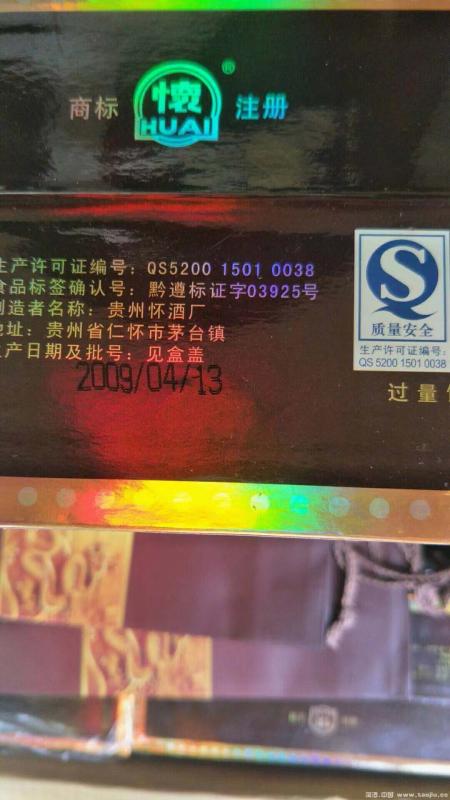 商标 懷 HUAI ® 注册
生产许可证编号：QS5200 1501 0038
食品标签确认号：黔遵标证字03925号
制造者名称：贵州怀酒厂
地址：贵州省仁怀市茅台镇
生产日期及批号：见盒盖
2009/04/13
质量安全
生产许可证编号：
QS 5200 1501 0038
过量
www.taojiu.cc